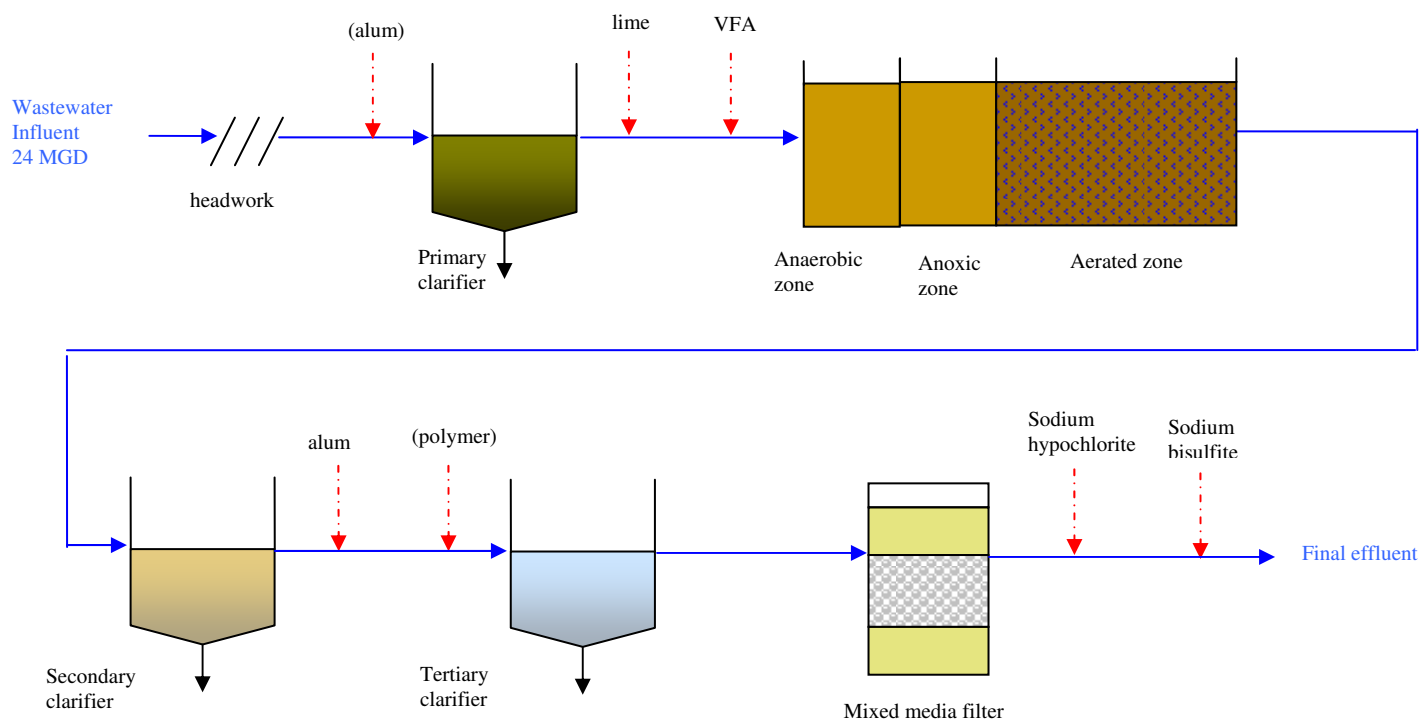 (alum)
lime
VFA
Wastewater
Influent
24 MGD
headwork
Primary
clarifier
Anaerobic
zone
Anoxic
zone
Aerated zone
alum
(polymer)
Sodium
hypochlorite
Sodium
bisulfite
Final effluent
Secondary
clarifier
Tertiary
clarifier
Mixed media filter